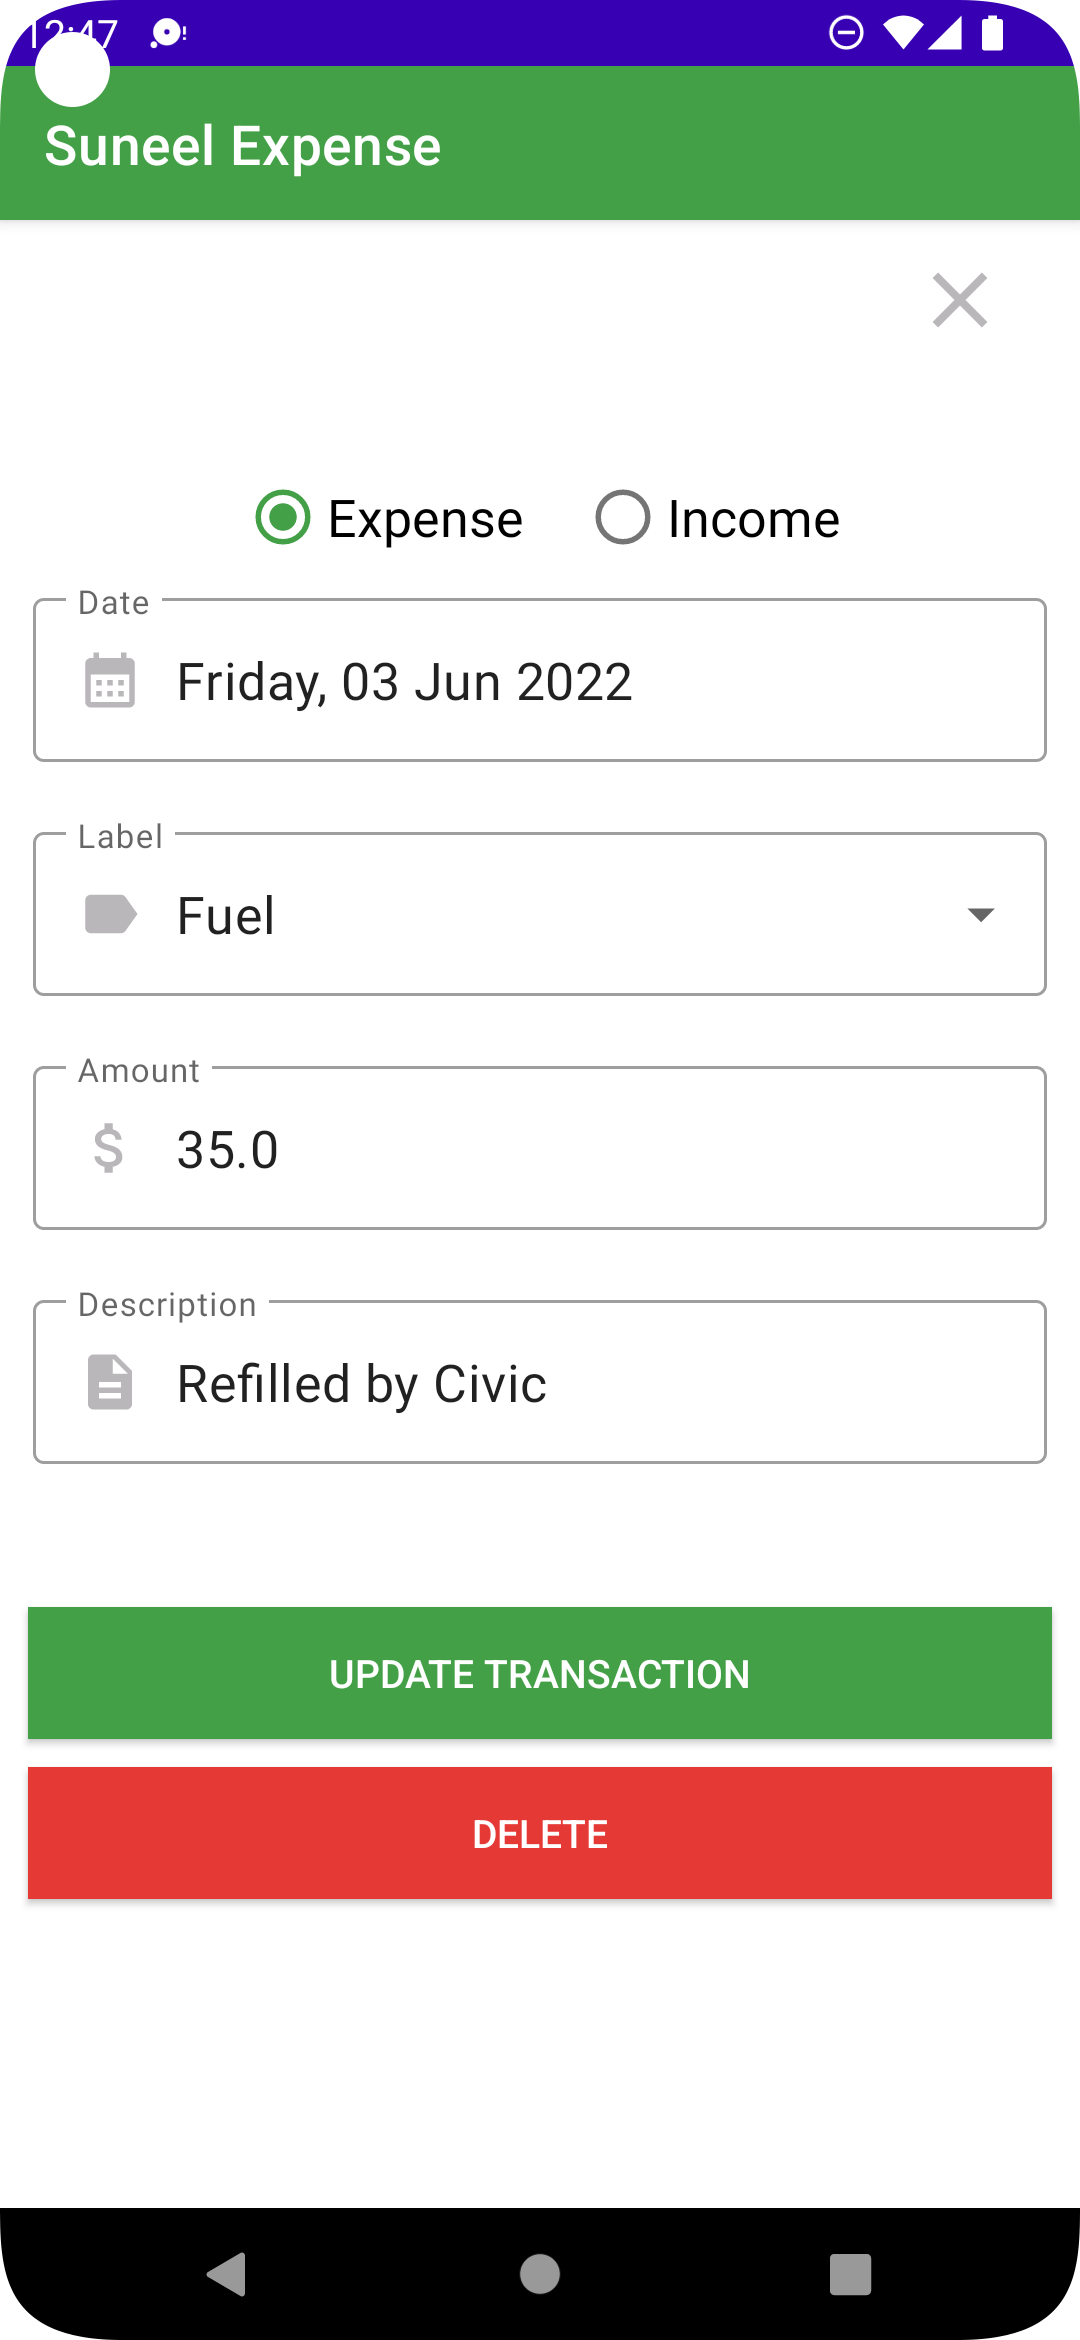 12:47
Suneel Expense
Expense Income
Date
Friday, 03 Jun 2022
Label
Fuel
Amount
$ 35.0
Description
Refilled by Civic
UPDATE TRANSACTION
DELETE